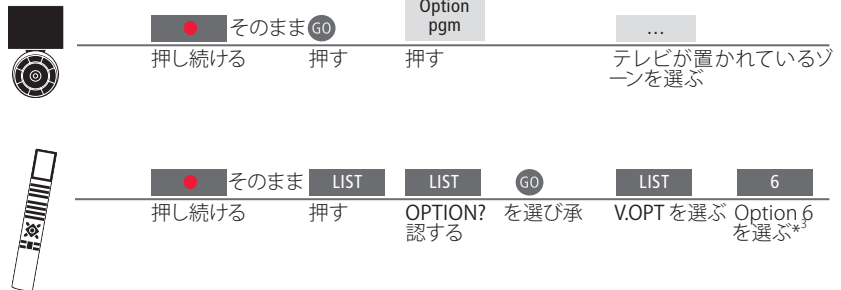 Option
pgm
そのまま GO
...
押し続ける 押す 押す テレビが置かれているゾ
ーンを選ぶ
そのまま LIST LIST GO LIST 6
押し続ける 押す OPTION? を選び承 V.OPT を選ぶ Option 6
認する を選ぶ*3